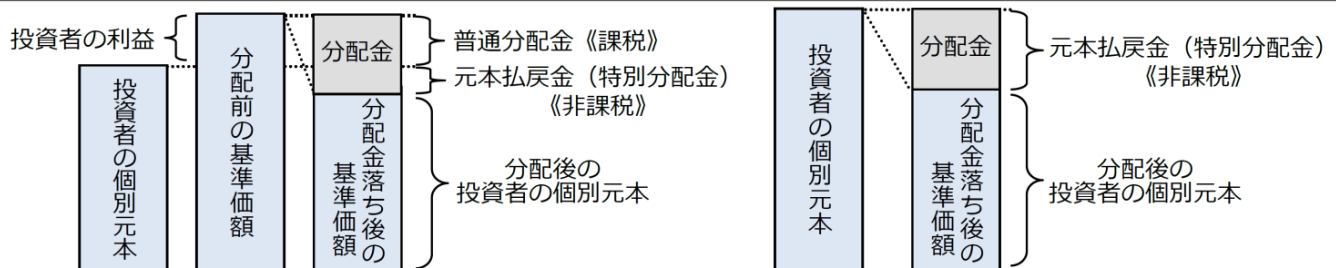 投資者の利益
投資者の個別元本
分配前の基準価額
分配金
分配金落ち後の
基準価額
普通分配金《課税》
元本払戻金（特別分配金）
《非課税》
分配後の
投資者の個別元本
投資者の個別元本
分配金
分配金落ち後の
基準価額
元本払戻金（特別分配金）
《非課税》
分配後の
投資者の個別元本